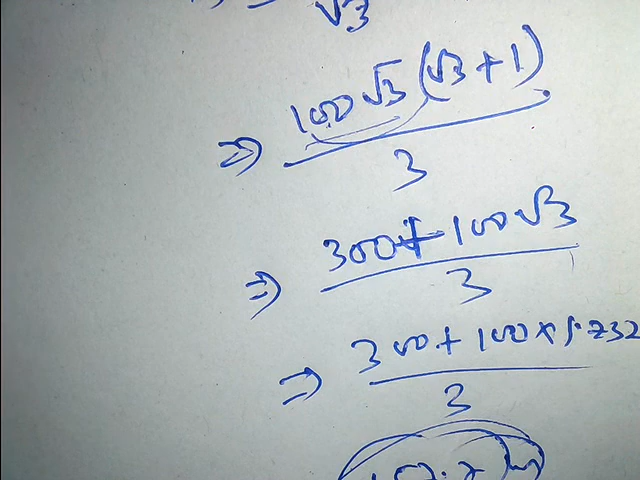 √3
⇒ 100√3(√3+1) / 3
⇒ 300+100√3 / 3
⇒ 300+100×1.732 / 3